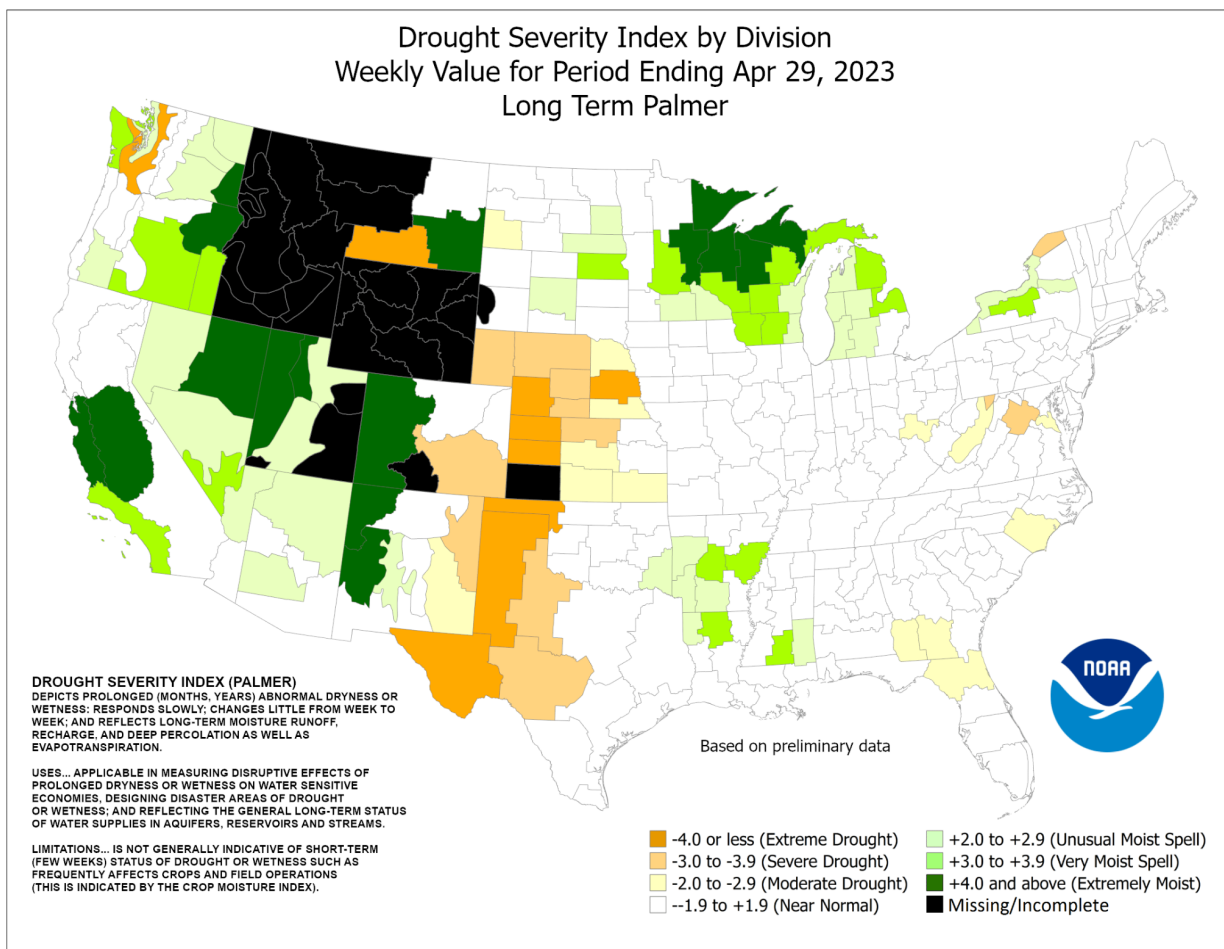 Drought Severity Index by Division
Weekly Value for Period Ending Apr 29, 2023
Long Term Palmer
DROUGHT SEVERITY INDEX (PALMER)
DEPICTS PROLONGED (MONTHS, YEARS) ABNORMAL DRYNESS OR
WETNESS: RESPONDS SLOWLY; CHANGES LITTLE FROM WEEK TO
WEEK; AND REFLECTS LONG-TERM MOISTURE RUNOFF,
RECHARGE, AND DEEP PERCOLATION AS WELL AS
EVAPOTRANSPIRATION.
USES... APPLICABLE IN MEASURING DISRUPTIVE EFFECTS OF
PROLONGED DRYNESS OR WETNESS ON WATER SENSITIVE
ECONOMIES, DESIGNING DISASTER AREAS OF DROUGHT
OR WETNESS; AND REFLECTING THE GENERAL LONG-TERM STATUS
OF WATER SUPPLIES IN AQUIFERS, RESERVOIRS AND STREAMS.
LIMITATIONS... IS NOT GENERALLY INDICATIVE OF SHORT-TERM
(FEW WEEKS) STATUS OF DROUGHT OR WETNESS SUCH AS
FREQUENTLY AFFECTS CROPS AND FIELD OPERATIONS
(THIS IS INDICATED BY THE CROP MOISTURE INDEX).
NOAA
Based on preliminary data
-4.0 or less (Extreme Drought)
-3.0 to -3.9 (Severe Drought)
-2.0 to -2.9 (Moderate Drought)
--1.9 to +1.9 (Near Normal)
+2.0 to +2.9 (Unusual Moist Spell)
+3.0 to +3.9 (Very Moist Spell)
+4.0 and above (Extremely Moist)
Missing/Incomplete